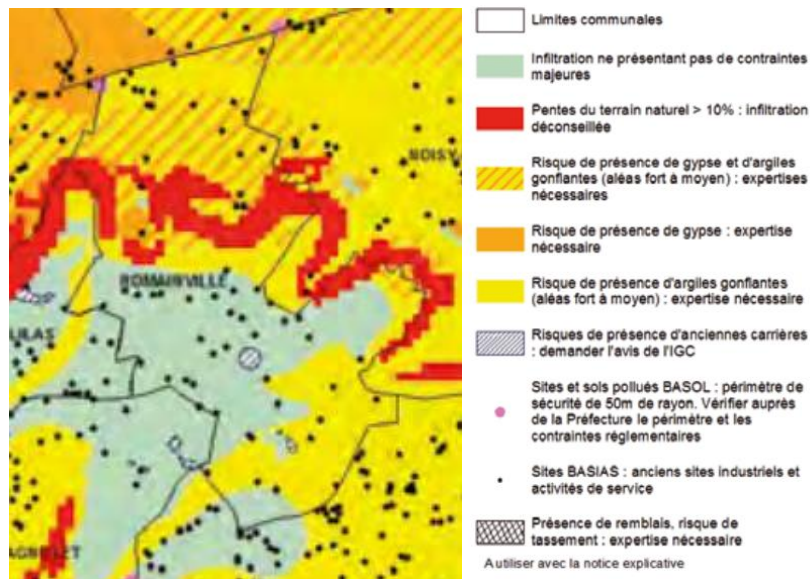 NOISY
ROMAINVILLE
LILAS
AGNOLET
Limites communales
Infiltration ne présentant pas de contraintes
majeures
Pentes du terrain naturel > 10% : infiltration
déconseillée
Risque de présence de gypse et d'argiles
gonflantes (aléas fort à moyen) : expertises
nécessaires
Risque de présence de gypse : expertise
nécessaire
Risque de présence d'argiles gonflantes
(aléas fort à moyen) : expertise nécessaire
Risques de présence d'anciennes carrières
: demander l'avis de l'IGC
Sites et sols pollués BASOL : périmètre de
sécurité de 50m de rayon. Vérifier auprès
de la Préfecture le périmètre et les
contraintes réglementaires
Sites BASIAS : anciens sites industriels et
activités de service
Présence de remblais, risque de
tassement : expertise nécessaire
A utiliser avec la notice explicative